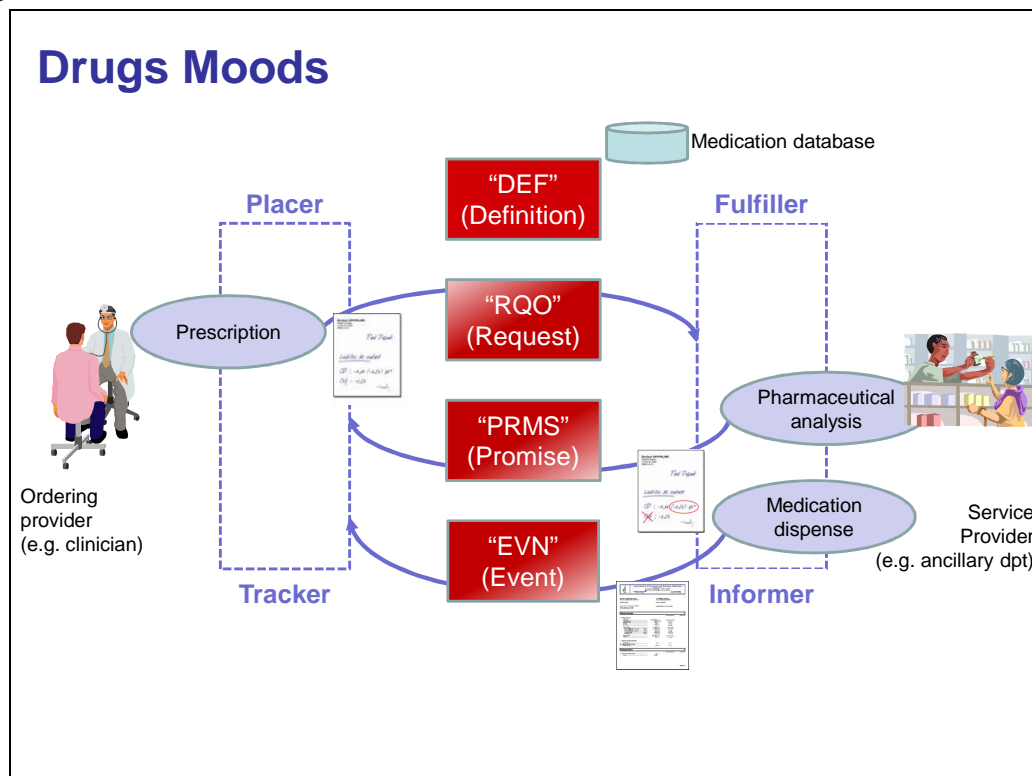 Drugs Moods
Medication database
“DEF”
(Definition)
Placer
Fulfiller
“RQO”
(Request)
Prescription
“PRMS”
(Promise)
Pharmaceutical
analysis
Ordering
provider
(e.g. clinician)
Medication
dispense
Service
Provider
(e.g. ancillary dpt)
“EVN”
(Event)
Tracker
Informer